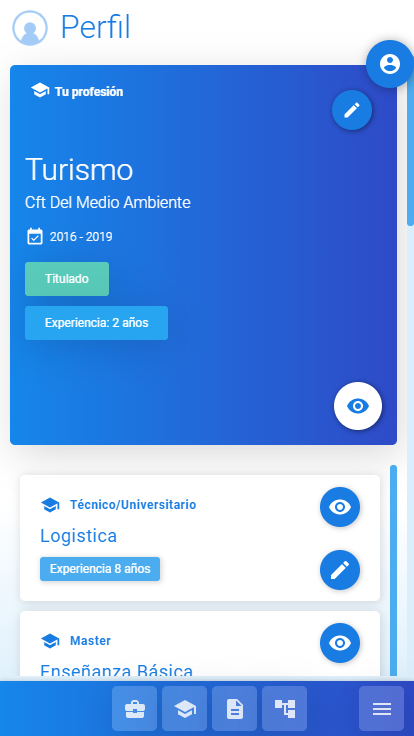 Perfil
Tu profesión
Turismo
Cft Del Medio Ambiente
2016 - 2019
Titulado
Experiencia: 2 años
Técnico/Universitario
Logistica
Experiencia 8 años
Master
Enseñanza Básica